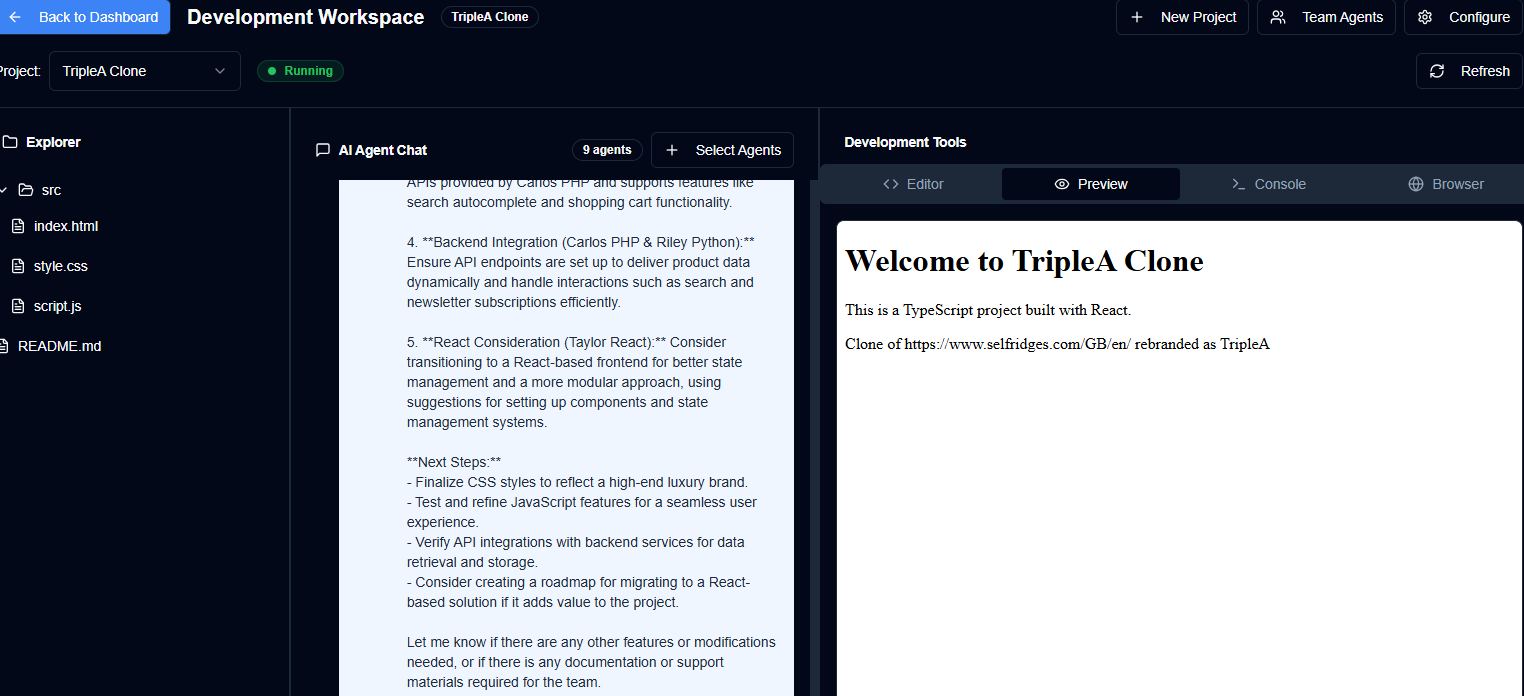 Back to Dashboard
Development Workspace
TripleA Clone
New Project
Team Agents
Configure
Project:
TripleA Clone
Running
Refresh
Explorer
src
index.html
style.css
script.js
README.md
AI Agent Chat
9 agents
Select Agents
APIs provided by Carlos PHP and supports features like
search autocomplete and shopping cart functionality.
4. **Backend Integration (Carlos PHP & Riley Python):**
Ensure API endpoints are set up to deliver product data
dynamically and handle interactions such as search and
newsletter subscriptions efficiently.
5. **React Consideration (Taylor React):** Consider
transitioning to a React-based frontend for better state
management and a more modular approach, using
suggestions for setting up components and state
management systems.
**Next Steps:**
- Finalize CSS styles to reflect a high-end luxury brand.
- Test and refine JavaScript features for a seamless user
experience.
- Verify API integrations with backend services for data
retrieval and storage.
- Consider creating a roadmap for migrating to a React-
based solution if it adds value to the project.
Let me know if there are any other features or modifications
needed, or if there is any documentation or support
materials required for the team.
Development Tools
Editor
Preview
Console
Browser
Welcome to TripleA Clone
This is a TypeScript project built with React.
Clone of https://www.selfridges.com/GB/en/ rebranded as TripleA